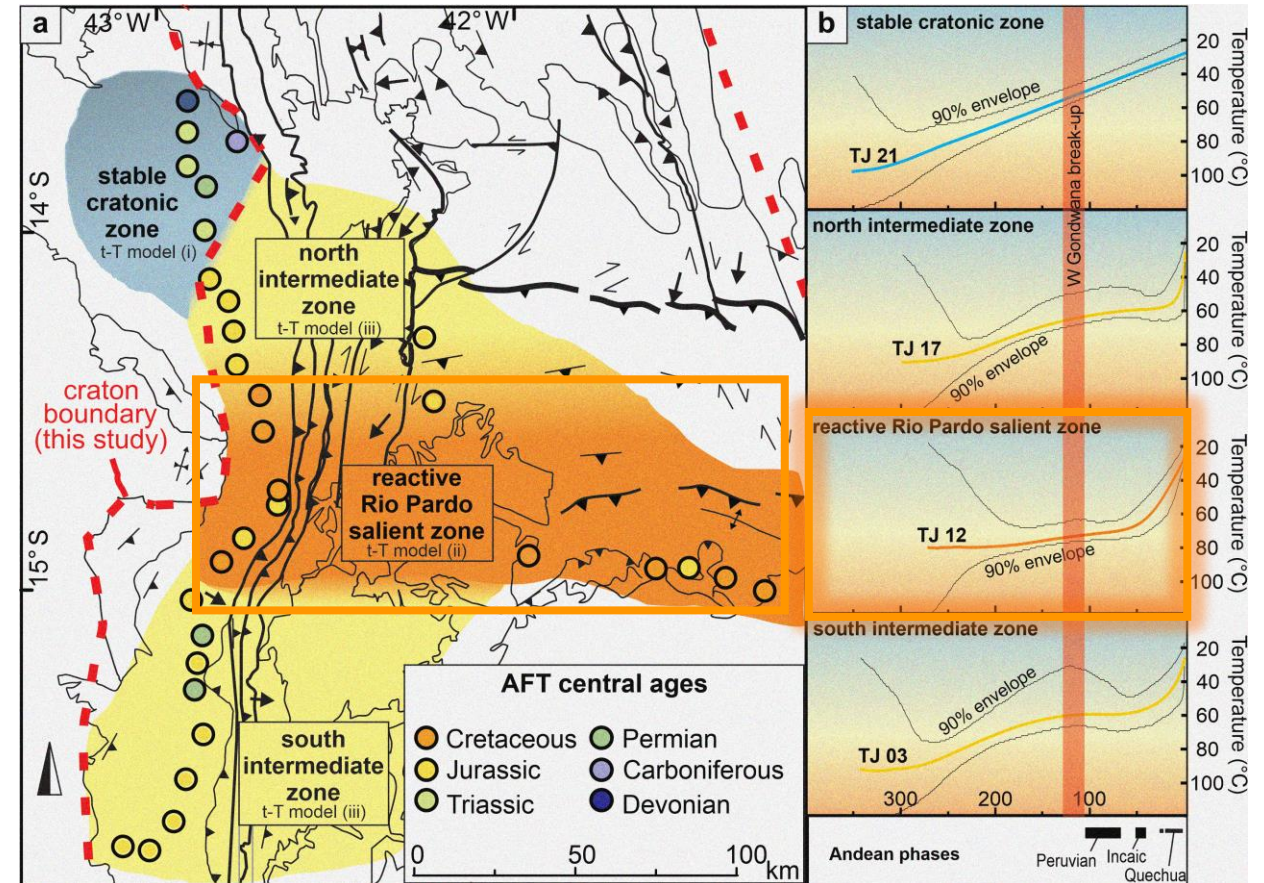 a
43°W
42°W
14°S
15°S
stable
cratonic
zone
t-T model (i)
north
intermediate
zone
t-T model (iii)
craton
boundary
(this study)
reactive
Rio Pardo
salient zone
t-T model (ii)
south
intermediate
zone
t-T model (iii)
AFT central ages
Cretaceous
Jurassic
Triassic
Permian
Carboniferous
Devonian
0 50 100 km
b
stable cratonic zone
90% envelope
TJ 21
20
40
60
80
100
Temperature (°C)
W Gondwana break-up
north intermediate zone
TJ 17
90% envelope
20
40
60
80
100
Temperature (°C)
reactive Rio Pardo salient zone
TJ 12
90% envelope
20
40
60
80
100
Temperature (°C)
south intermediate zone
90% envelope
TJ 03
20
40
60
80
100
Temperature (°C)
300 200 100
Andean phases
Peruvian
Incaic
Quechua